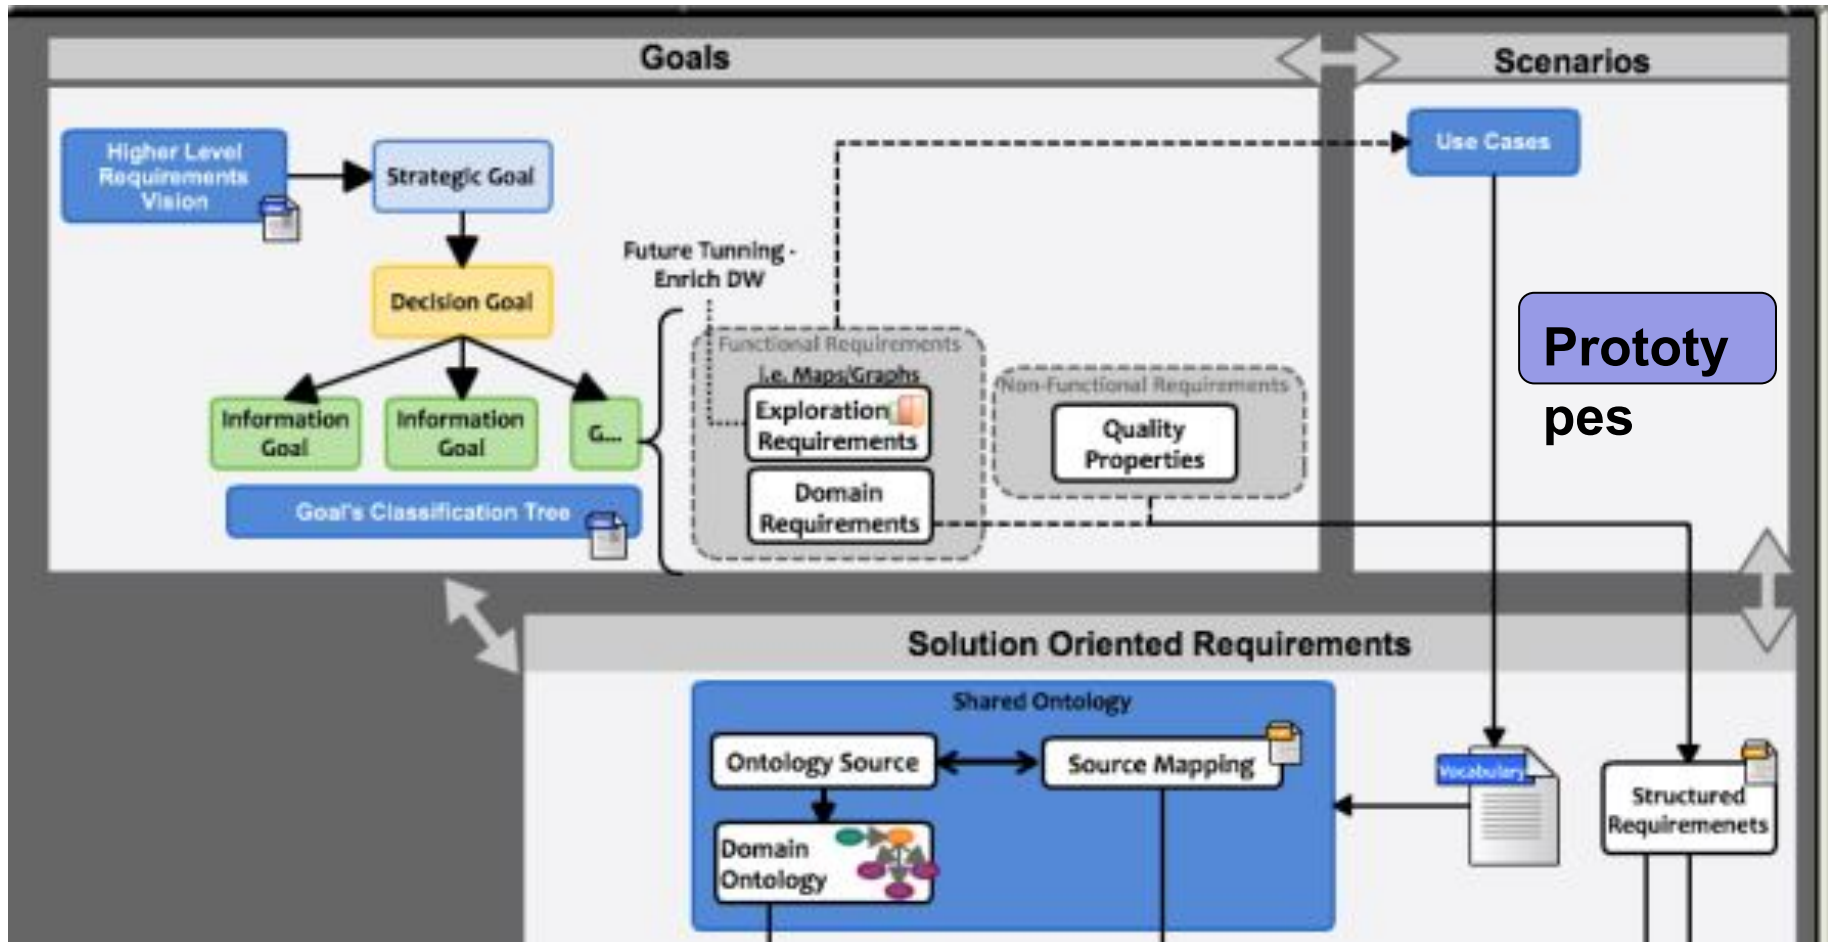 Goals
Scenarios
Higher Level
Requirements
Vision
Strategic Goal
Use Cases
Decision Goal
Future Tunning -
Enrich DW
Information
Goal
Information
Goal
G...
Goal's Classification Tree
Functional Requirements
i.e. Maps/Graphs
Exploration
Requirements
Domain
Requirements
Non-Functional Requirements
Quality
Properties
Prototy
pes
Solution Oriented Requirements
Shared Ontology
Ontology Source
Source Mapping
Domain
Ontology
Vocabulary
Structured
Requiremenets